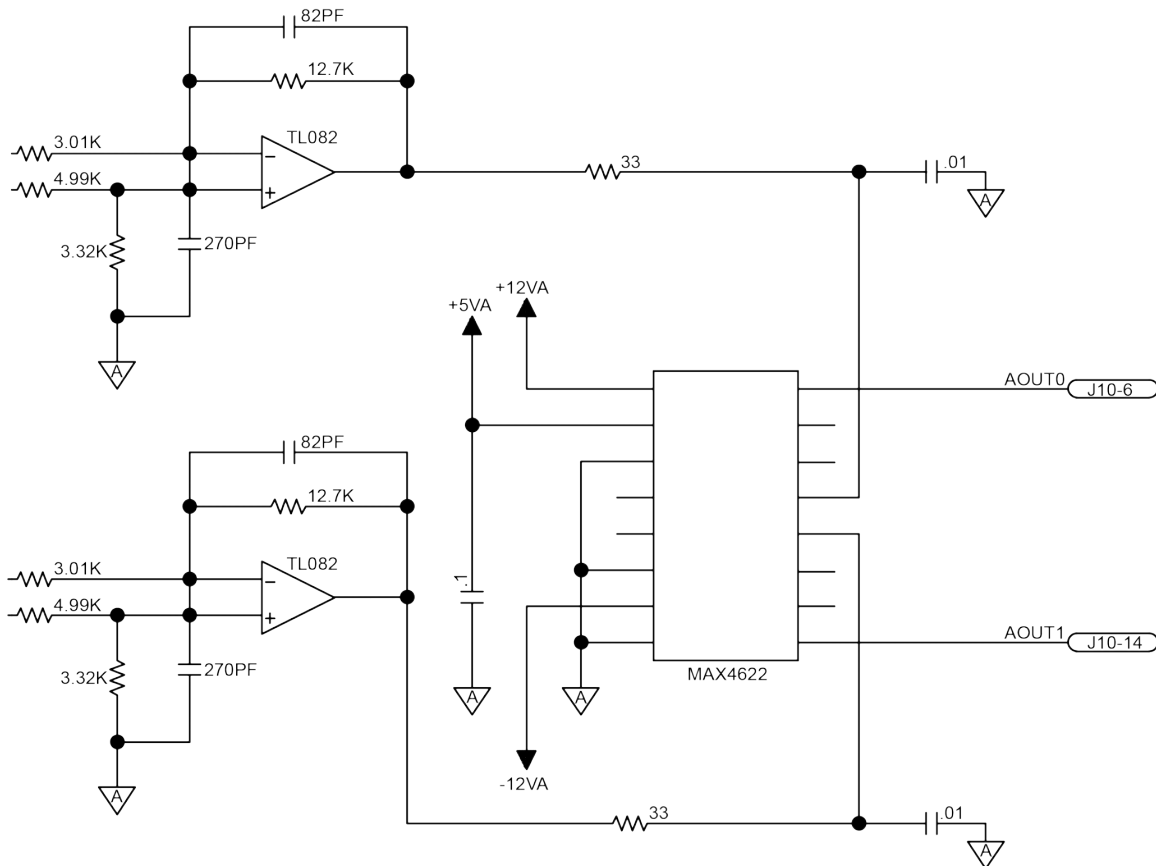 82PF
12.7K
TL082
3.01K
4.99K
3.32K
270PF
A
33
.01
A
+12VA
+5VA
AOUT0
J10-6
82PF
12.7K
TL082
3.01K
4.99K
3.32K
270PF
A
.1
A
A
-12VA
MAX4622
AOUT1
J10-14
33
.01
A